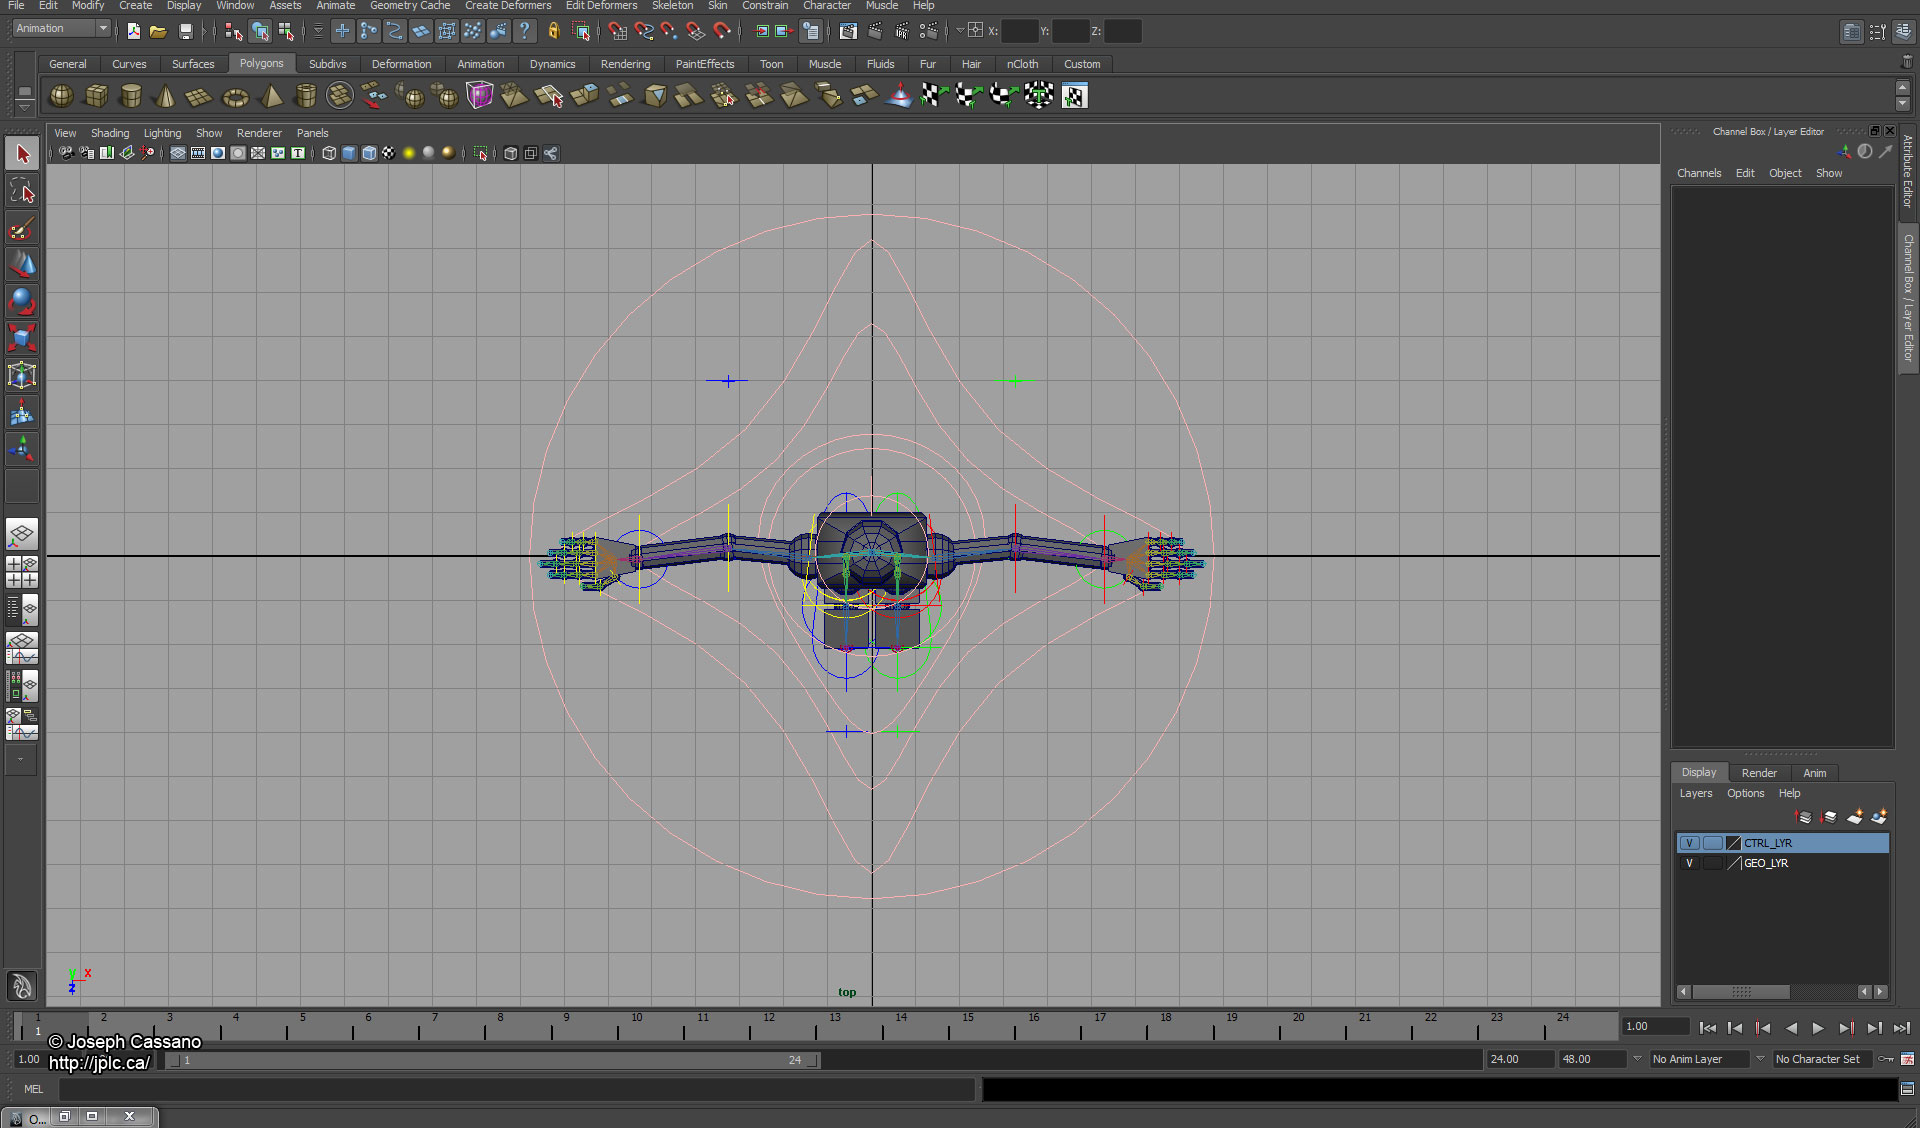 File Edit Modify Create Display Window Assets Animate Geometry Cache Create Deformers Edit Deformers Skeleton Skin Constrain Character Muscle Help
Animation X: Y: Z:
General Curves Surfaces Polygons Subdivs Deformation Animation Dynamics Rendering PaintEffects Toon Muscle Fluids Fur Hair nCloth Custom
View Shading Lighting Show Renderer Panels
Channel Box / Layer Editor
Channels Edit Object Show
Attribute Editor
Channel Box / Layer Editor
y x
z
top
Display Render Anim
Layers Options Help
V CTRL_LYR
V GEO_LYR
1 2 3 4 5 6 7 8 9 10 11 12 13 14 15 16 17 18 19 20 21 22 23 24
1
1.00
© Joseph Cassano
http://jplc.ca/
1.00 1 24 24.00 48.00 No Anim Layer No Character Set
MEL
O...